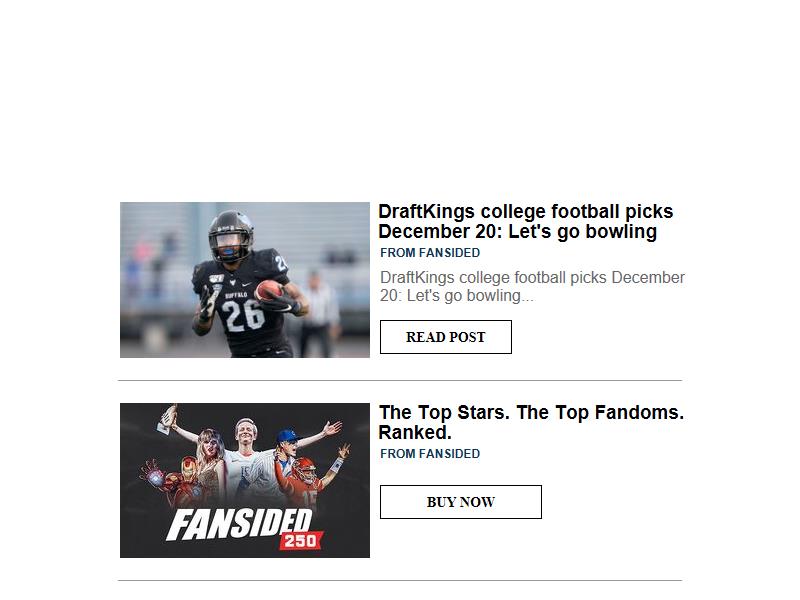 DraftKings college football picks
December 20: Let's go bowling
FROM FANSIDED
DraftKings college football picks December
20: Let's go bowling...
READ POST
BUFFALO
26
The Top Stars. The Top Fandoms.
Ranked.
FROM FANSIDED
BUY NOW
15
FANSIDED
250